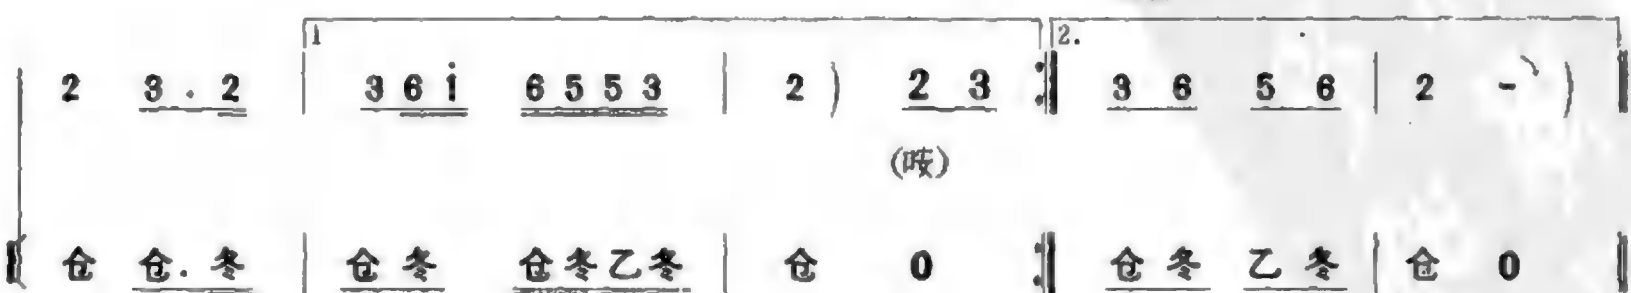 1 2.
2 3 . 2 | 3 6 i̇ 6 5 5 3 | 2 ) 2 3 :‖ 3 6 5 6 | 2 - ) ‖
(哎)
仓 仓. 冬 | 仓 冬 仓冬乙冬 | 仓 0 :‖ 仓 冬 乙 冬 | 仓 0 ‖